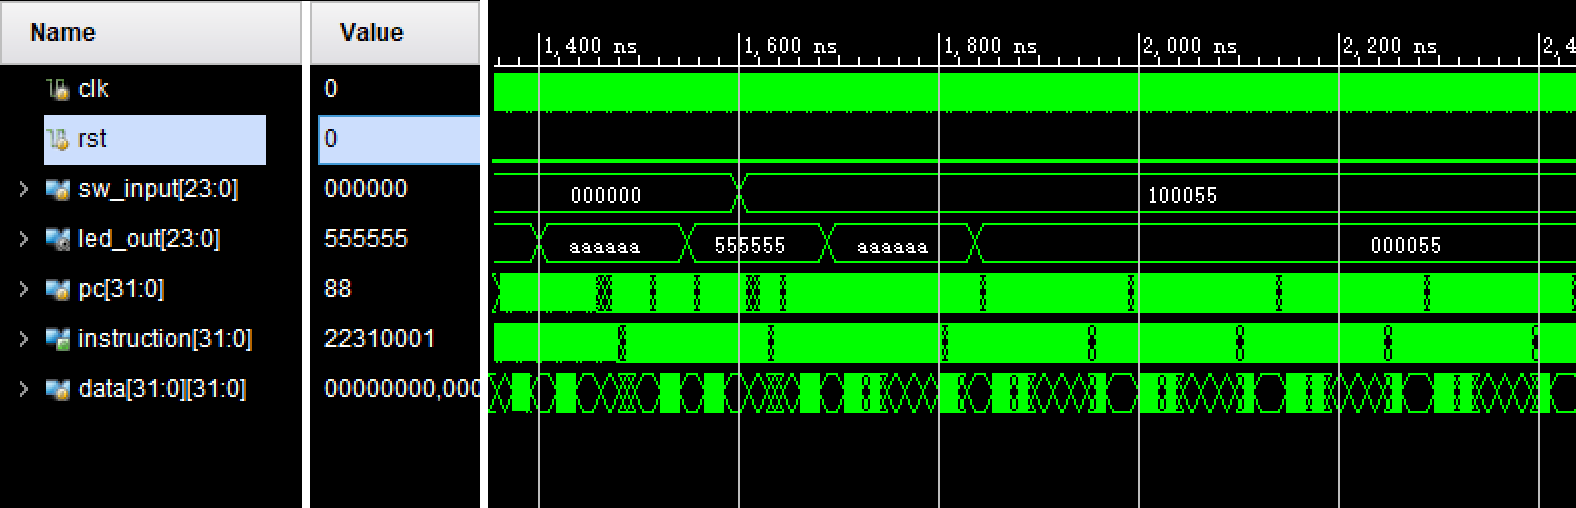 Name Value
1,400 ns 1,600 ns 1,800 ns 2,000 ns 2,200 ns 2,4
clk 0
rst 0
sw_input[23:0] 000000 000000 100055
led_out[23:0] 555555 aaaaaa 555555 aaaaaa 000055
pc[31:0] 88
instruction[31:0] 22310001
data[31:0][31:0] 00000000,000